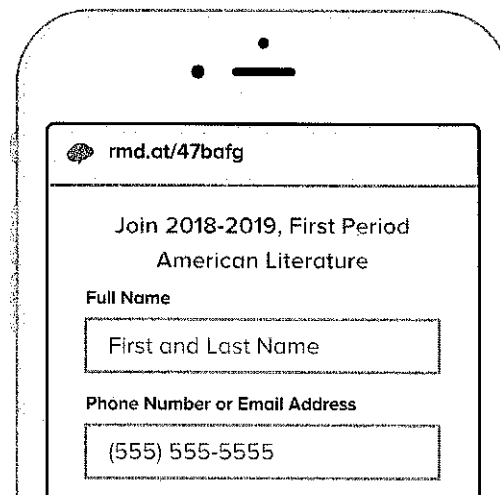 rmd.at/47bafg
Join 2018-2019, First Period
American Literature
Full Name
First and Last Name
Phone Number or Email Address
(555) 555-5555